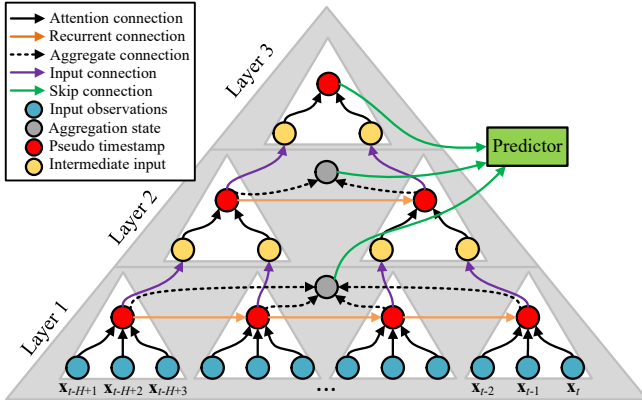 Attention connection
Recurrent connection
Aggregate connection
Input connection
Skip connection
Input observations
Aggregation state
Pseudo timestamp
Intermediate input
Layer 3
Predictor
Layer 2
Layer 1
...
x_{t-H+1} x_{t-H+2} x_{t-H+3} x_{t-2} x_{t-1} x_t